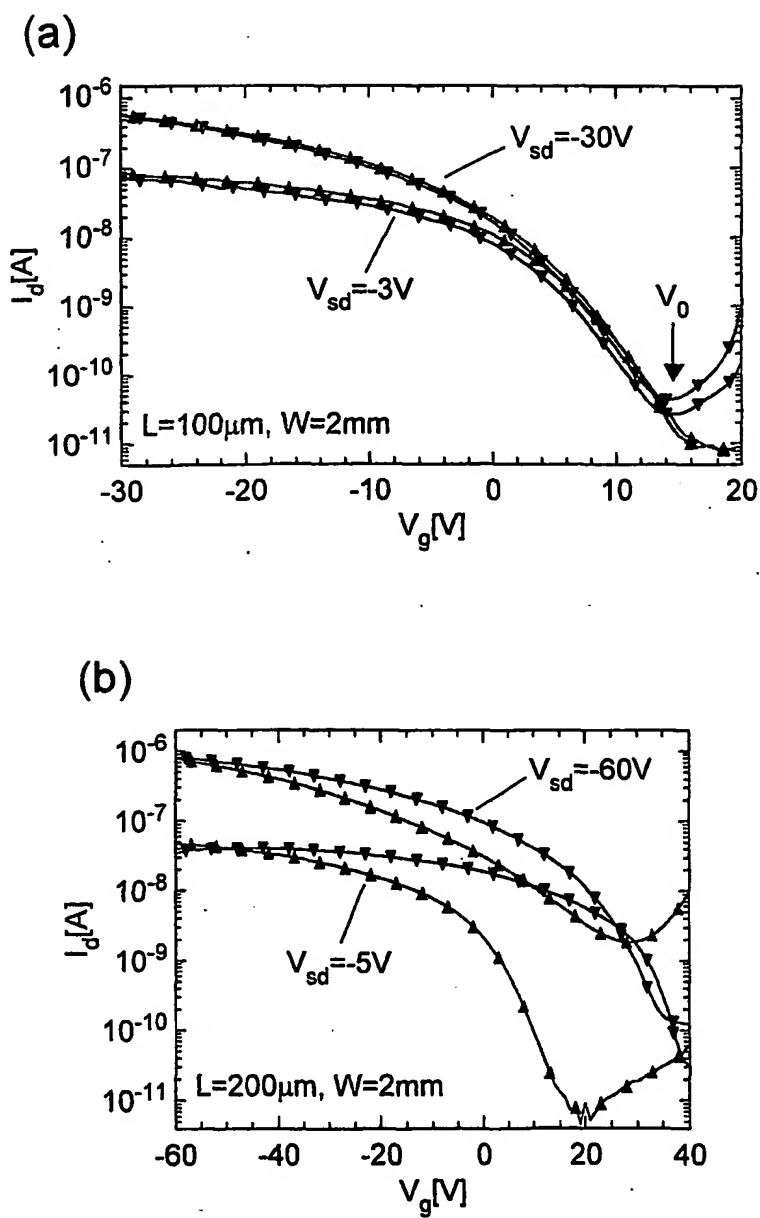 (a)
10⁻⁶
10⁻⁷
10⁻⁸
10⁻⁹
10⁻¹⁰
10⁻¹¹
I_d[A]
V_sd=-30V
V_sd=-3V
V_0
L=100μm, W=2mm
-30 -20 -10 0 10 20
V_g[V]
(b)
10⁻⁶
10⁻⁷
10⁻⁸
10⁻⁹
10⁻¹⁰
10⁻¹¹
I_d[A]
V_sd=-60V
V_sd=-5V
L=200μm, W=2mm
-60 -40 -20 0 20 40
V_g[V]